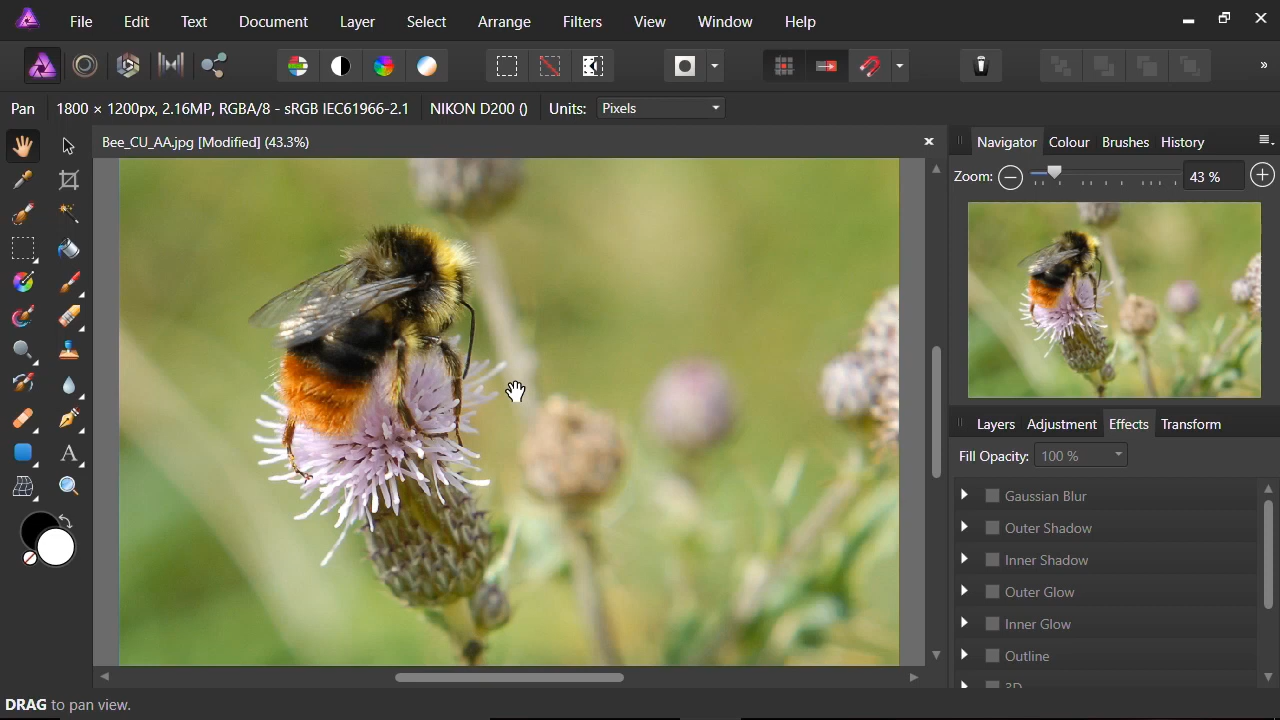 File Edit Text Document Layer Select Arrange Filters View Window Help
»
Pan 1800 × 1200px, 2.16MP, RGBA/8 - sRGB IEC61966-2.1 NIKON D200 () Units: Pixels
Bee_CU_AA.jpg [Modified] (43.3%)
Navigator Colour Brushes History
Zoom: 43 %
Layers Adjustment Effects Transform
Fill Opacity: 100 %
Gaussian Blur
Outer Shadow
Inner Shadow
Outer Glow
Inner Glow
Outline
3D
A
DRAG to pan view.